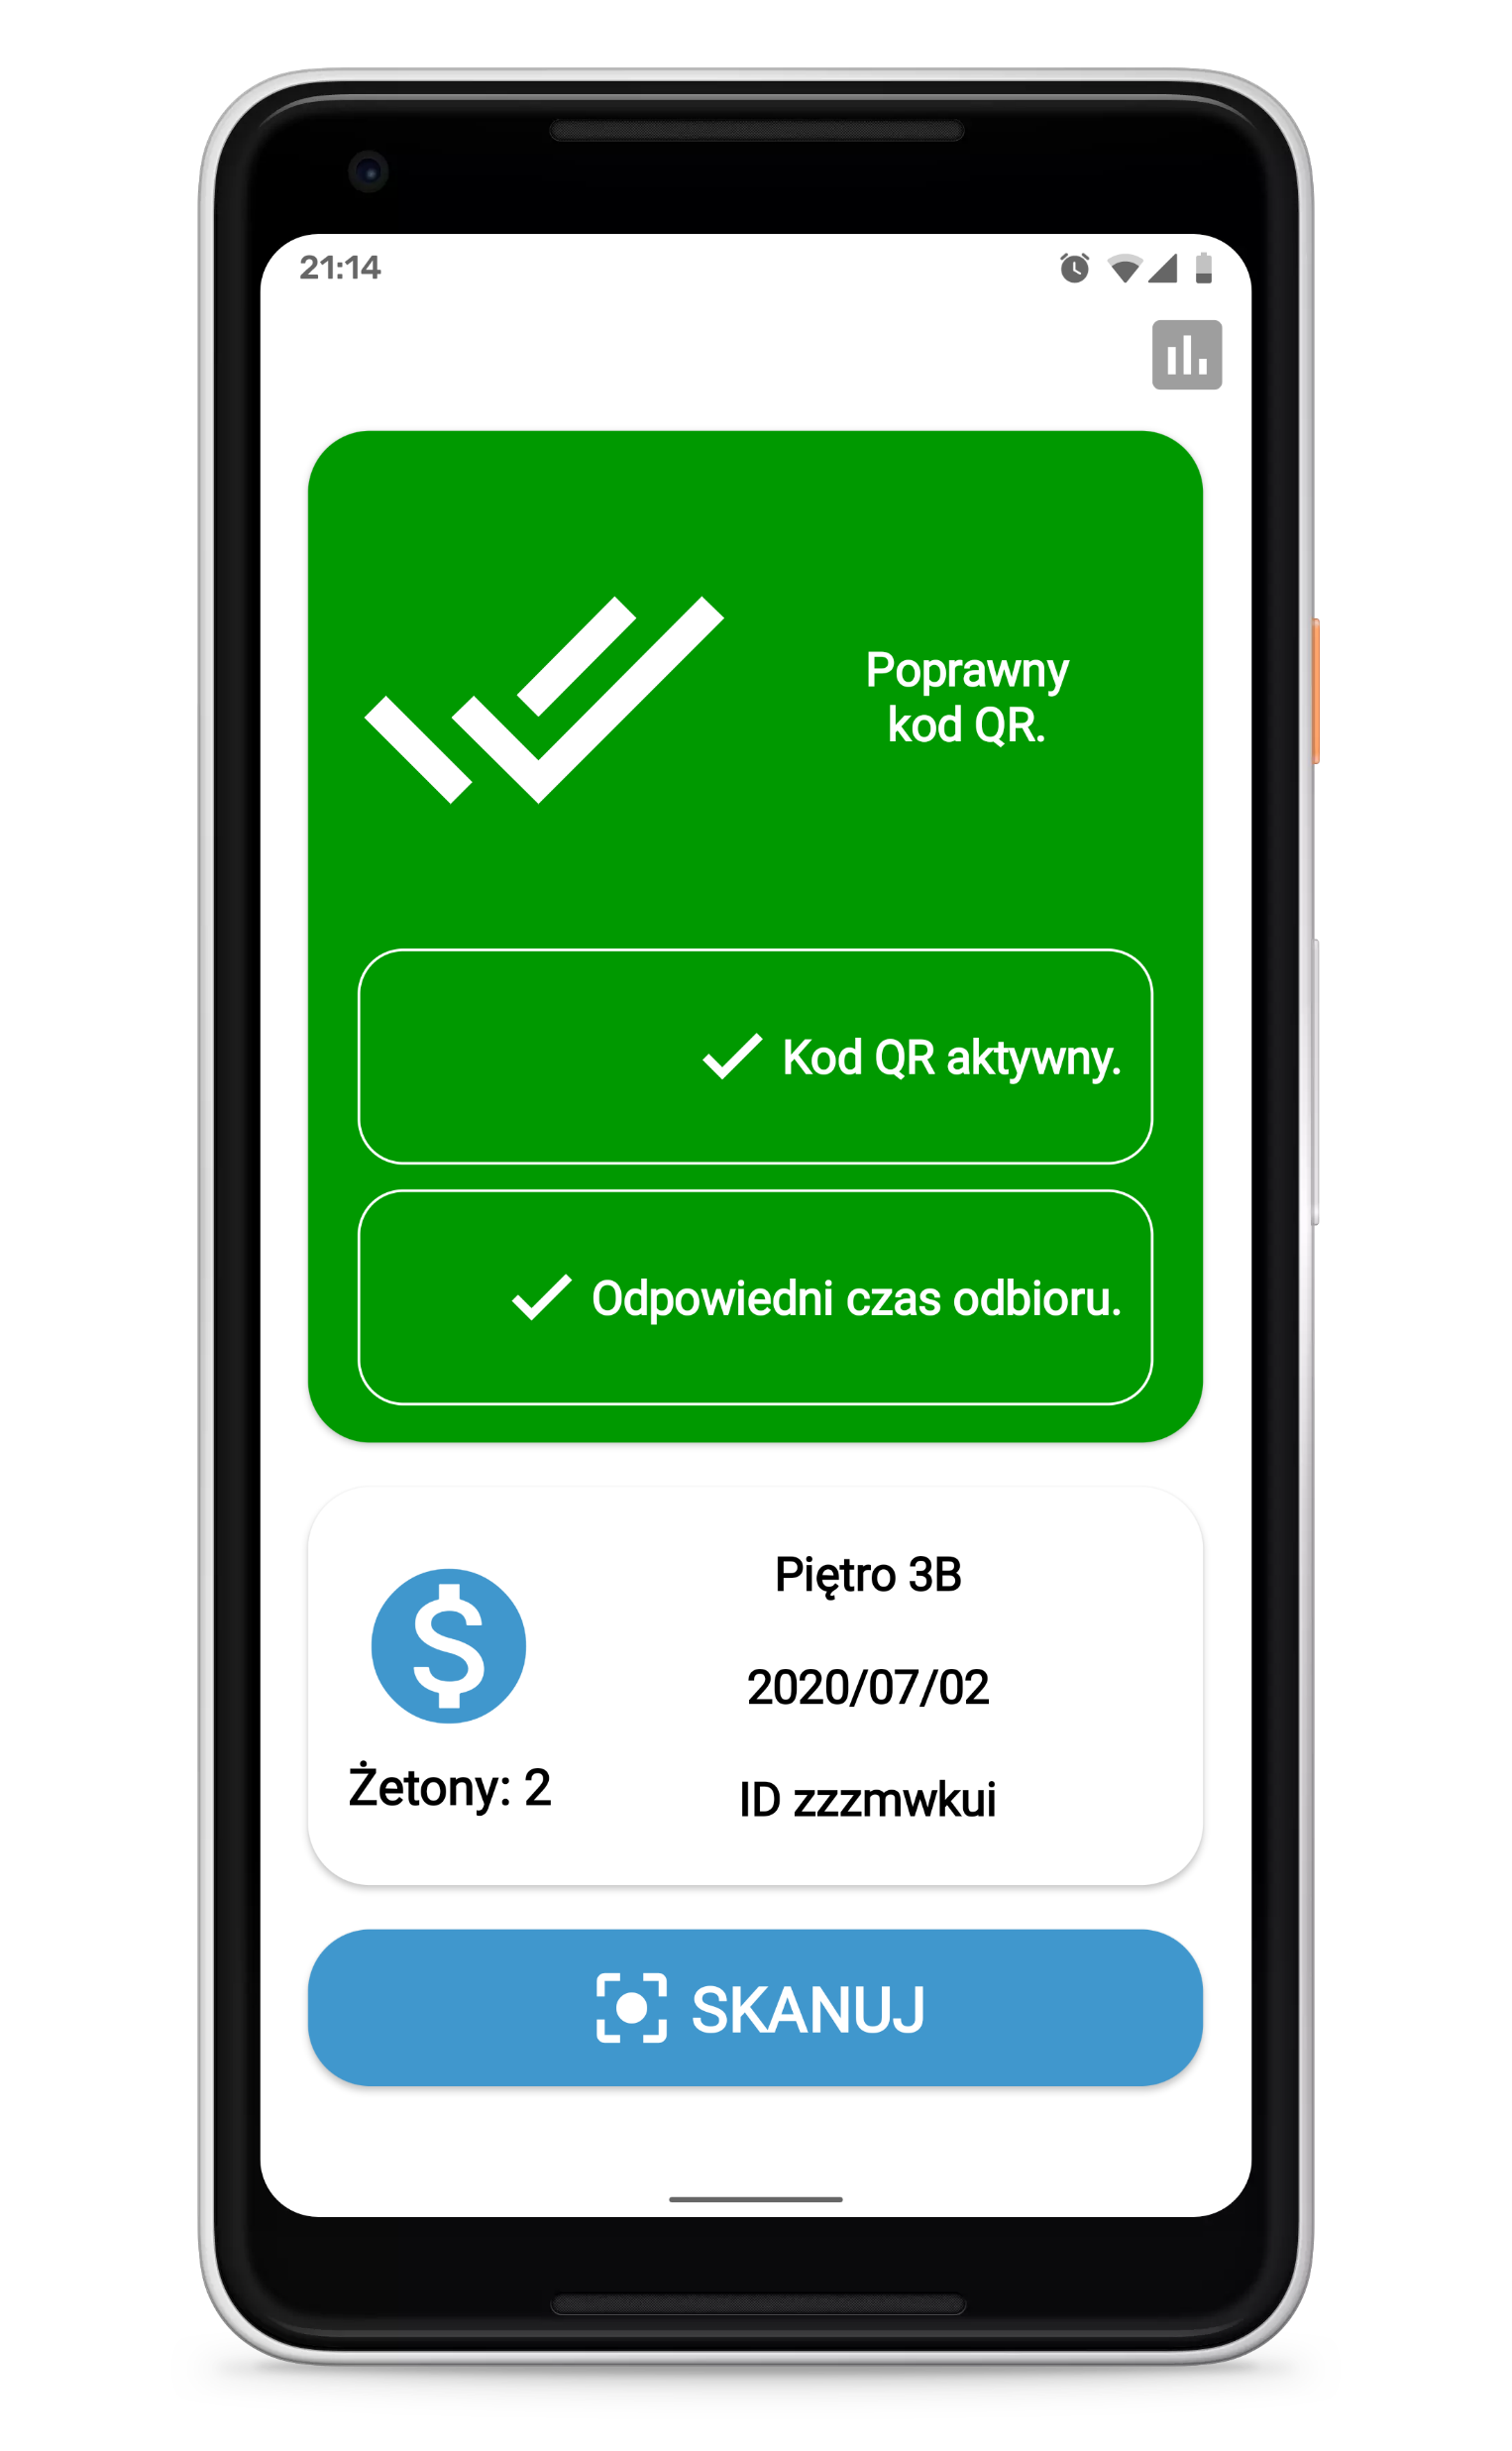 21:14
Poprawny
kod QR.
Kod QR aktywny.
Odpowiedni czas odbioru.
Piętro 3B
2020/07/02
Żetony: 2
ID zzzmwkui
SKANUJ